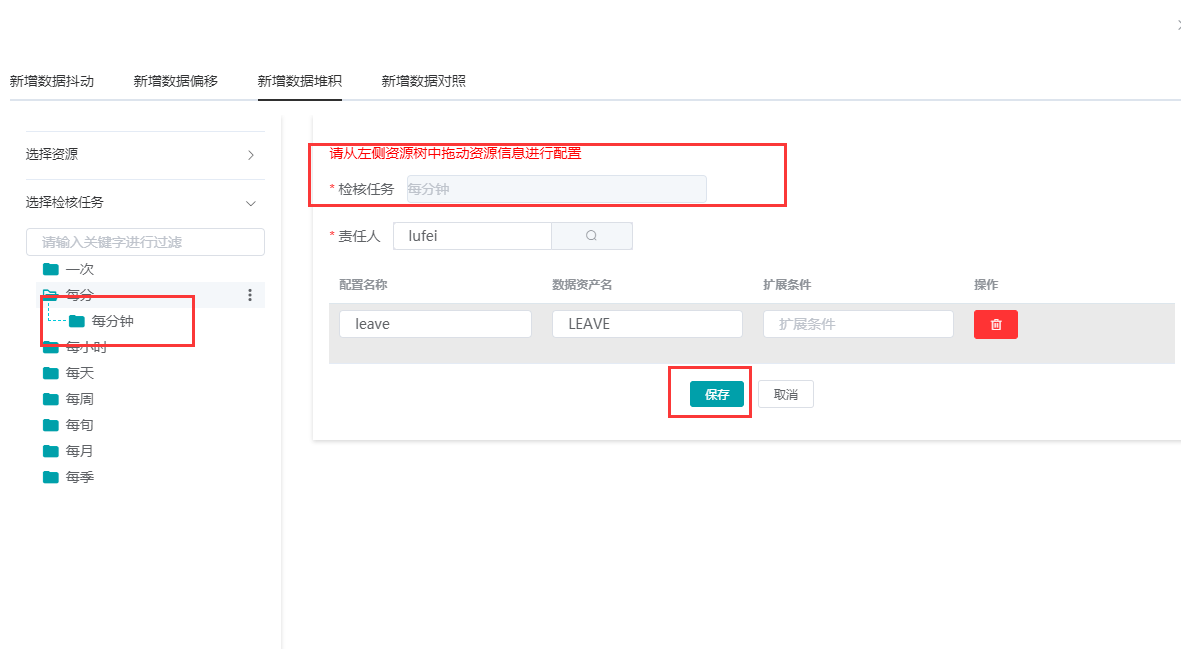 新增数据抖动 新增数据偏移 新增数据堆积 新增数据对照
选择资源
选择检核任务
请输入关键字进行过滤
一次
每分
每分钟
每小时
每天
每周
每旬
每月
每季
请从左侧资源树中拖动资源信息进行配置
* 检核任务 每分钟
* 责任人 lufei
配置名称 数据资产名 扩展条件 操作
leave LEAVE 扩展条件
保存 取消